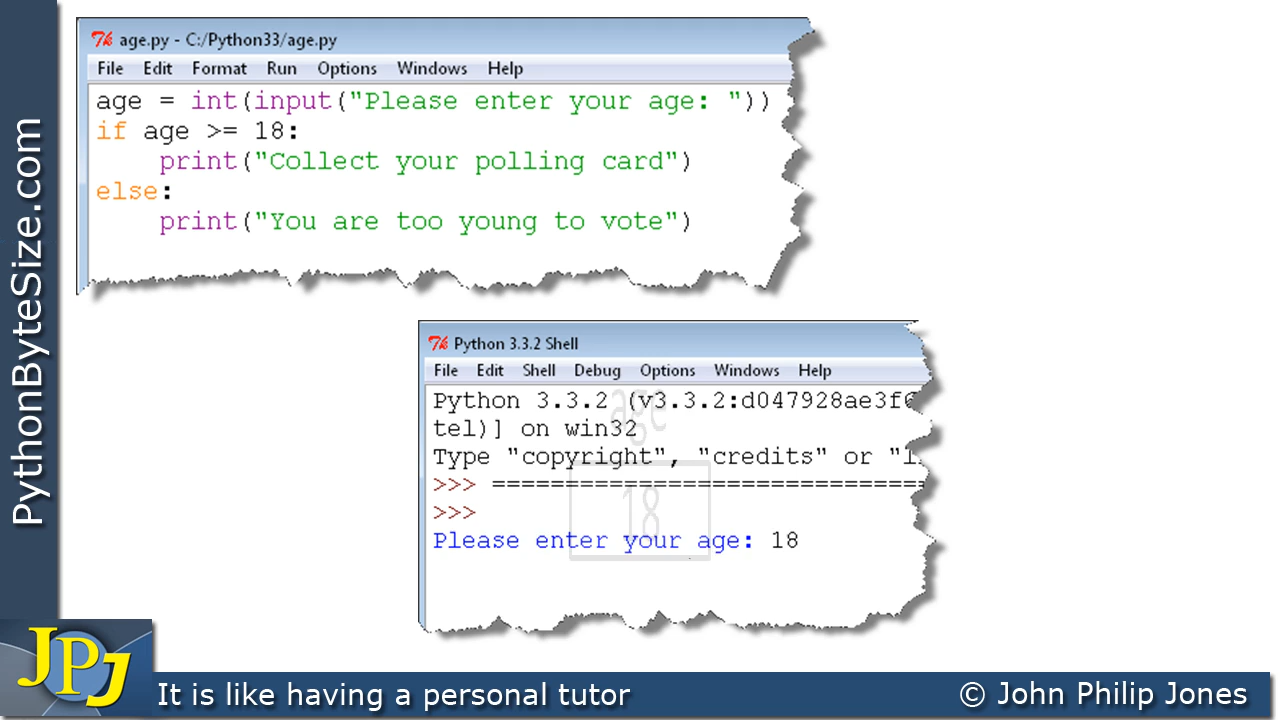 PythonByteSize.com
age.py - C:/Python33/age.py
File Edit Format Run Options Windows Help
age = int(input("Please enter your age: "))
if age >= 18:
    print("Collect your polling card")
else:
    print("You are too young to vote")
Python 3.3.2 Shell
File Edit Shell Debug Options Windows Help
Python 3.3.2 (v3.3.2:d047928ae3f6
tel)] on win32
Type "copyright", "credits" or "l
>>> ==============================
>>>
Please enter your age: 18
age
18
JPJ
It is like having a personal tutor
© John Philip Jones